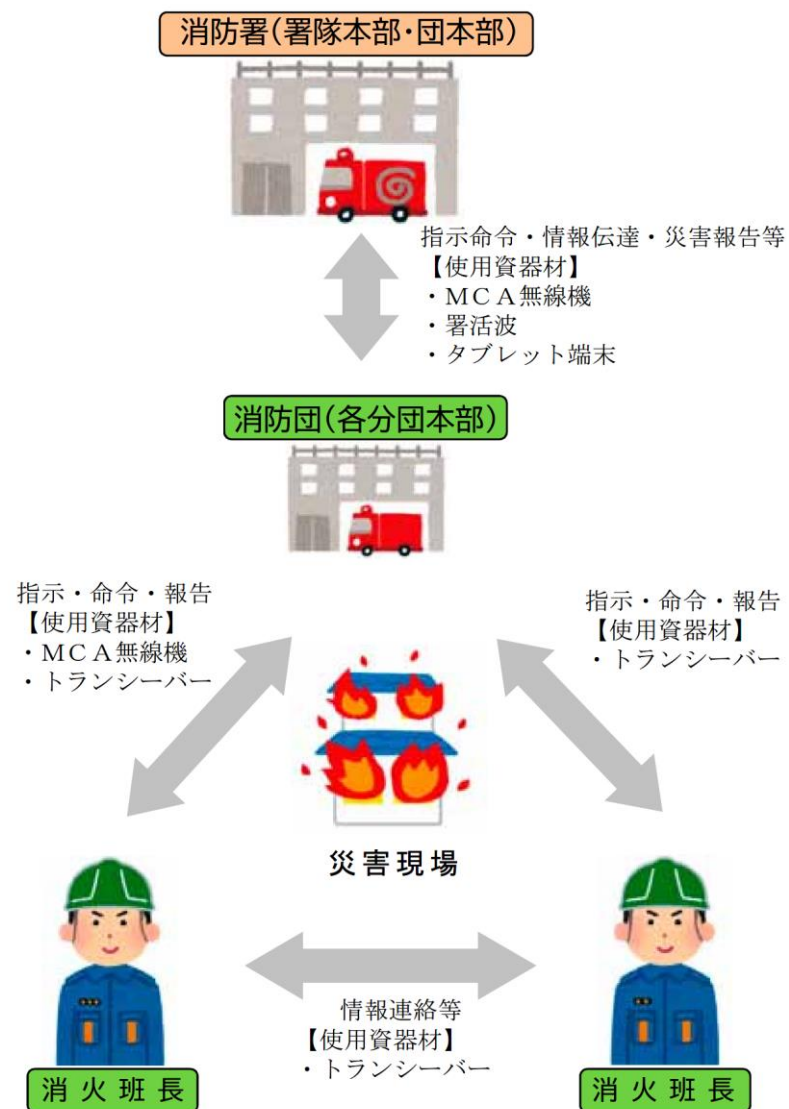 消防署(署隊本部・団本部)
指示命令・情報伝達・災害報告等
【使用資器材】
・MCA無線機
・署活波
・タブレット端末
消防団(各分団本部)
指示・命令・報告
【使用資器材】
・MCA無線機
・トランシーバー
指示・命令・報告
【使用資器材】
・トランシーバー
災害現場
情報連絡等
【使用資器材】
・トランシーバー
消火班長
消火班長